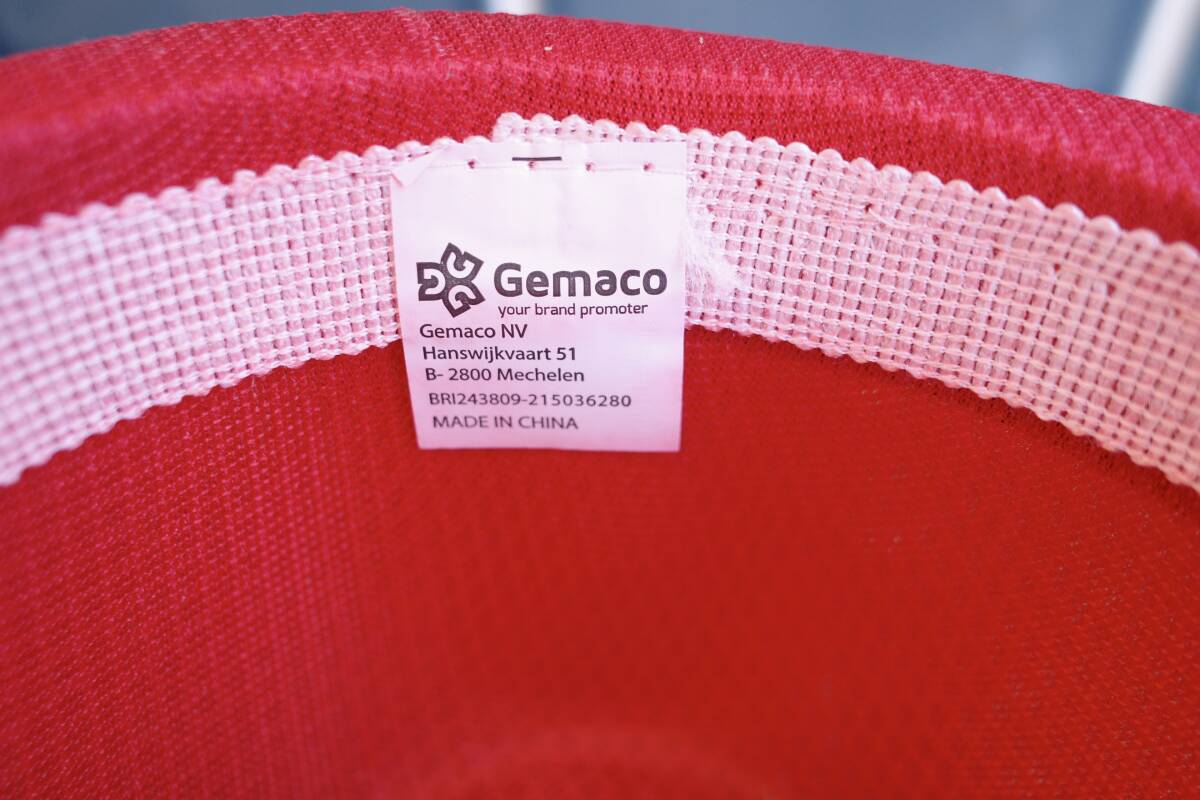 Gemaco
your brand promoter
Gemaco NV
Hanswijkvaart 51
B- 2800 Mechelen
BRI243809-215036280
MADE IN CHINA